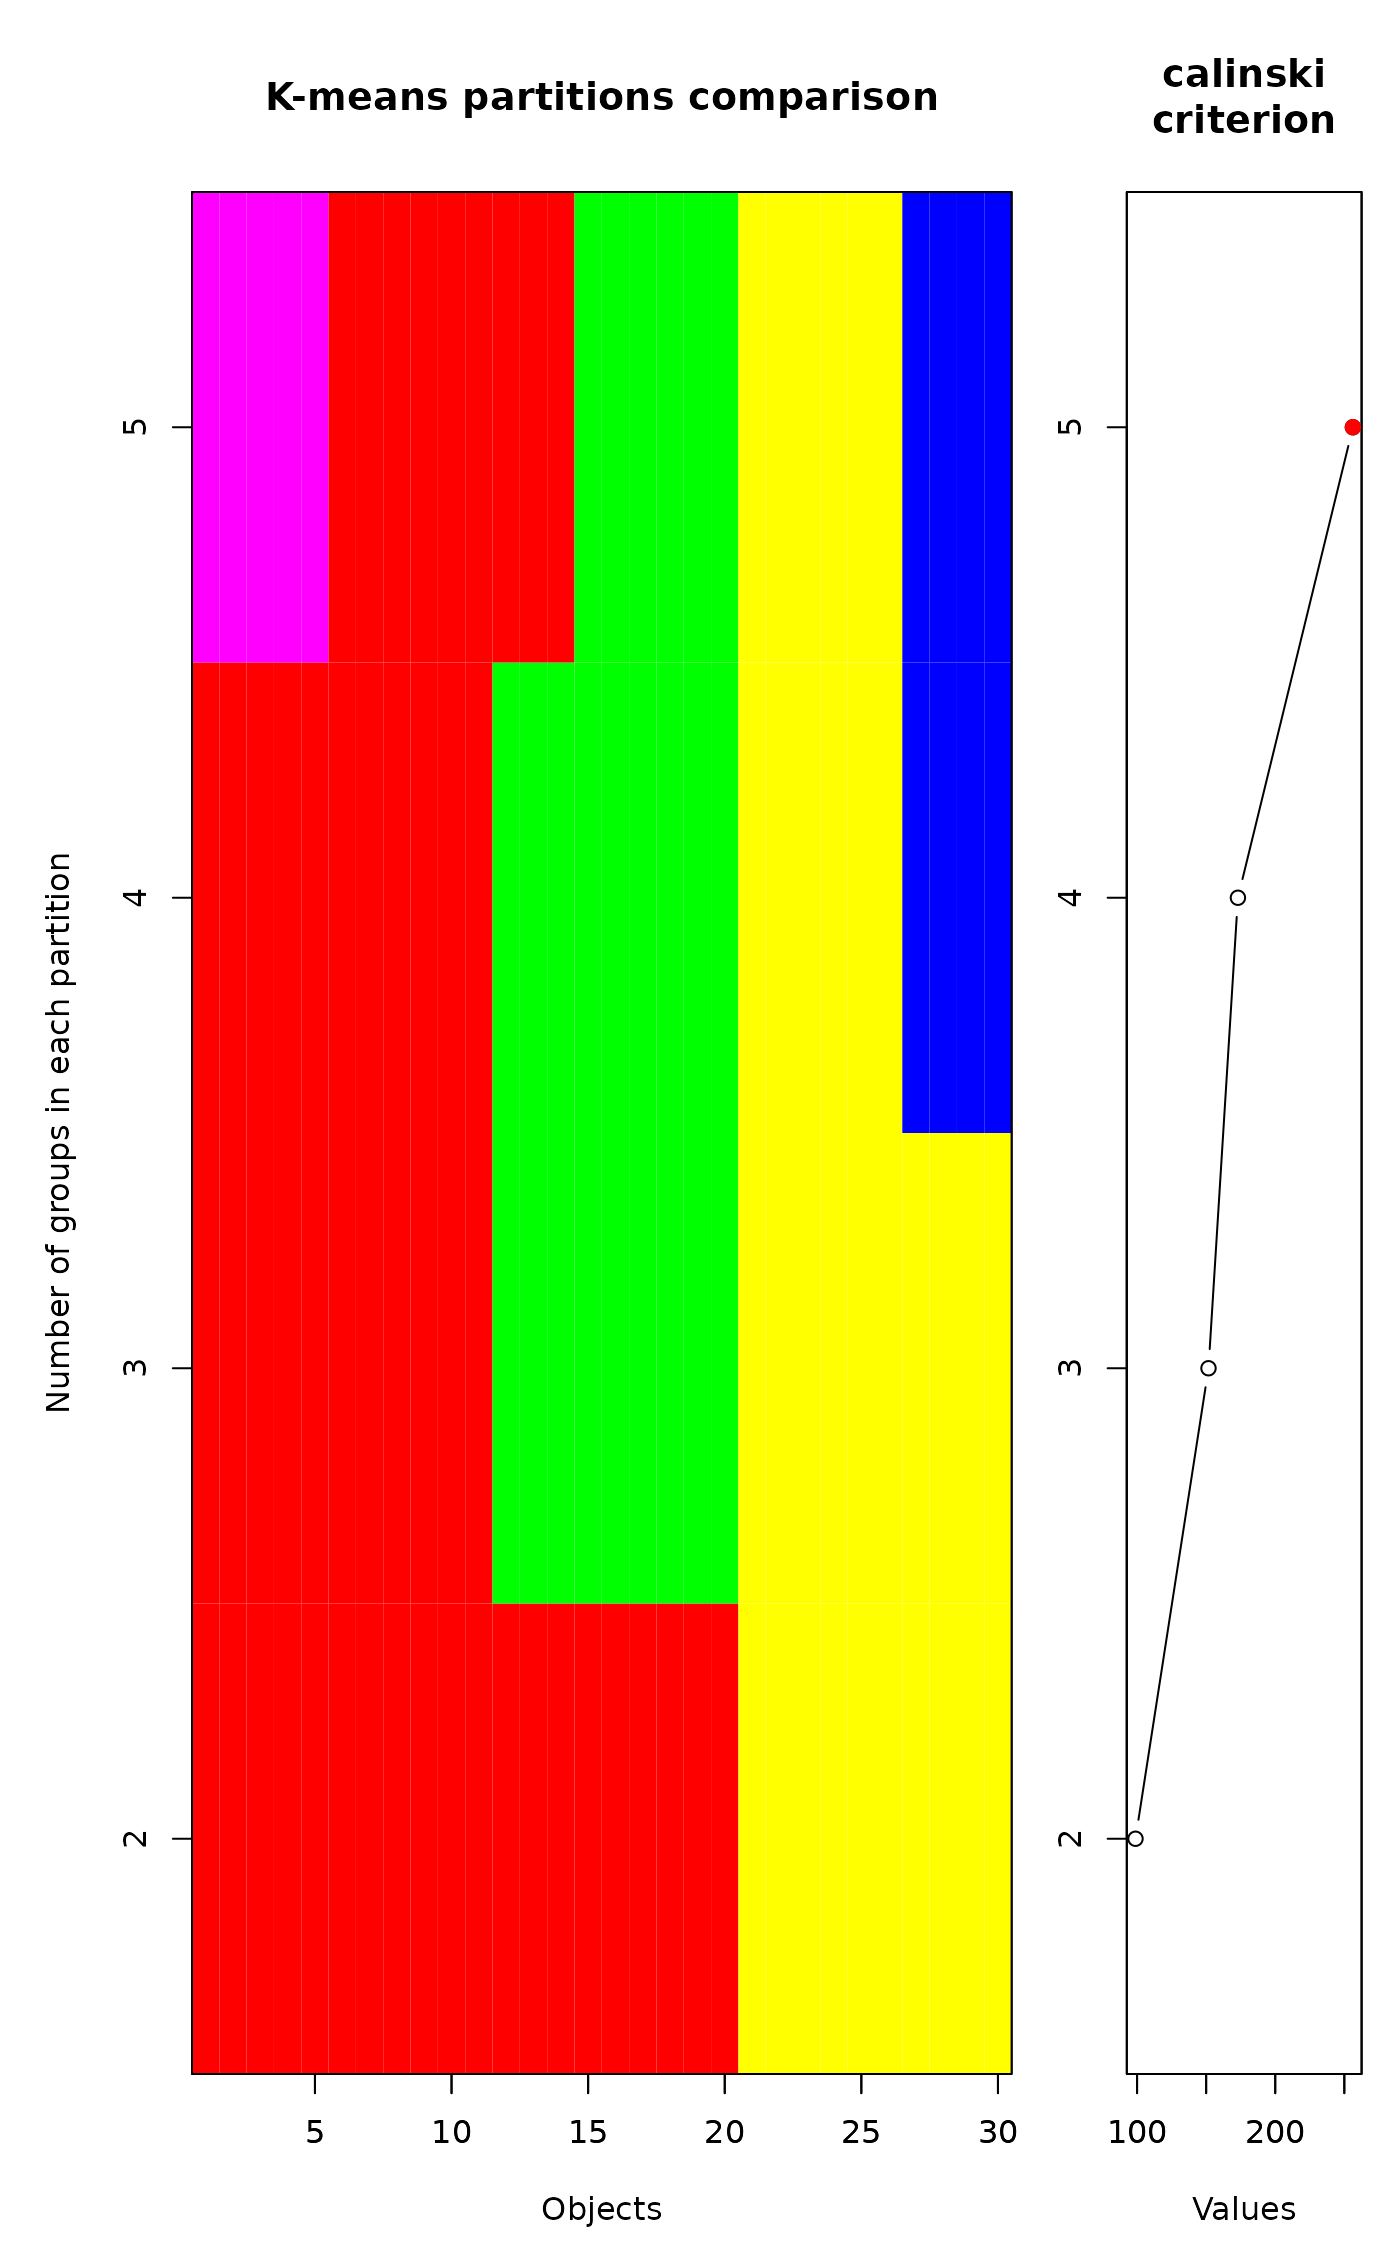 K-means partitions comparison
calinski
criterion
Number of groups in each partition
5
4
3
2
5
4
3
2
5 10 15 20 25 30
100 200
Objects
Values